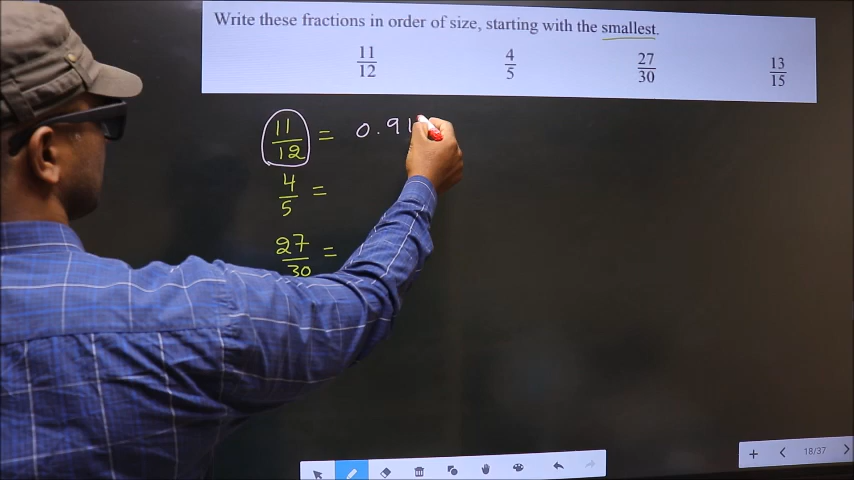 Write these fractions in order of size, starting with the smallest.
11/12 4/5 27/30 13/15
11/12 = 0.91
4/5 =
27/30 =
18/37